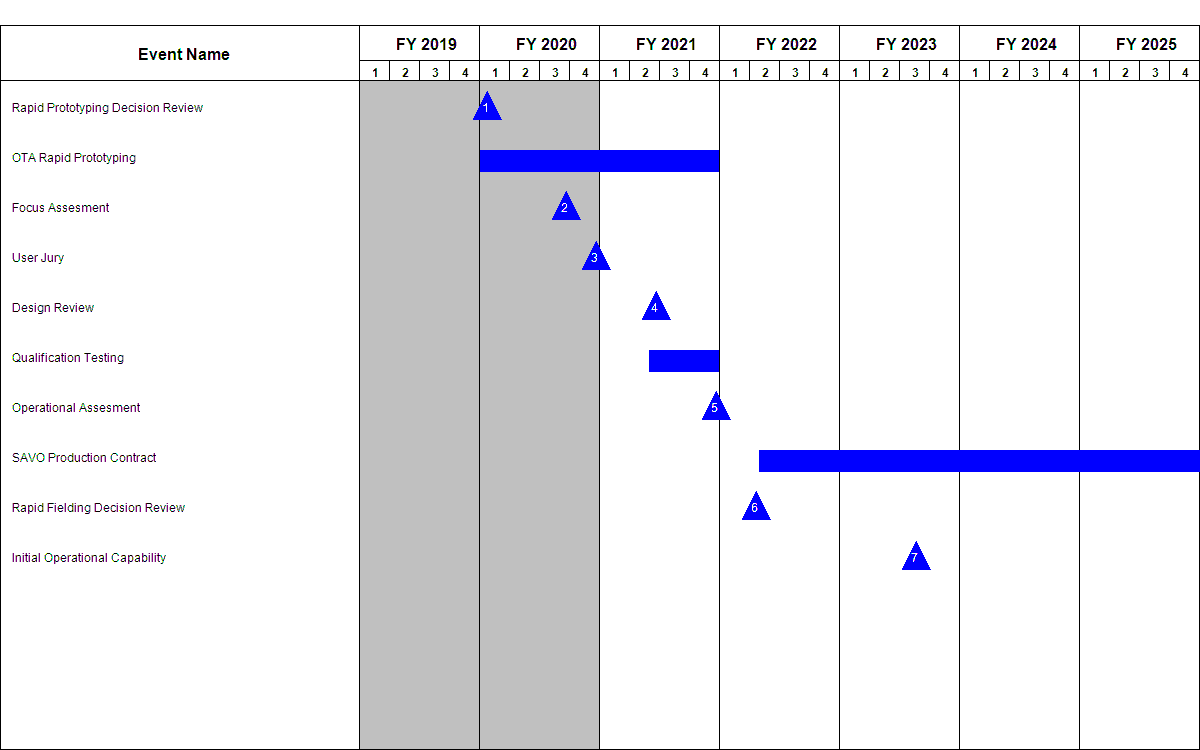 Event Name FY 2019 FY 2020 FY 2021 FY 2022 FY 2023 FY 2024 FY 2025
1 2 3 4 1 2 3 4 1 2 3 4 1 2 3 4 1 2 3 4 1 2 3 4 1 2 3 4
Rapid Prototyping Decision Review 1
OTA Rapid Prototyping
Focus Assesment 2
User Jury 3
Design Review 4
Qualification Testing
Operational Assesment 5
SAVO Production Contract
Rapid Fielding Decision Review 6
Initial Operational Capability 7